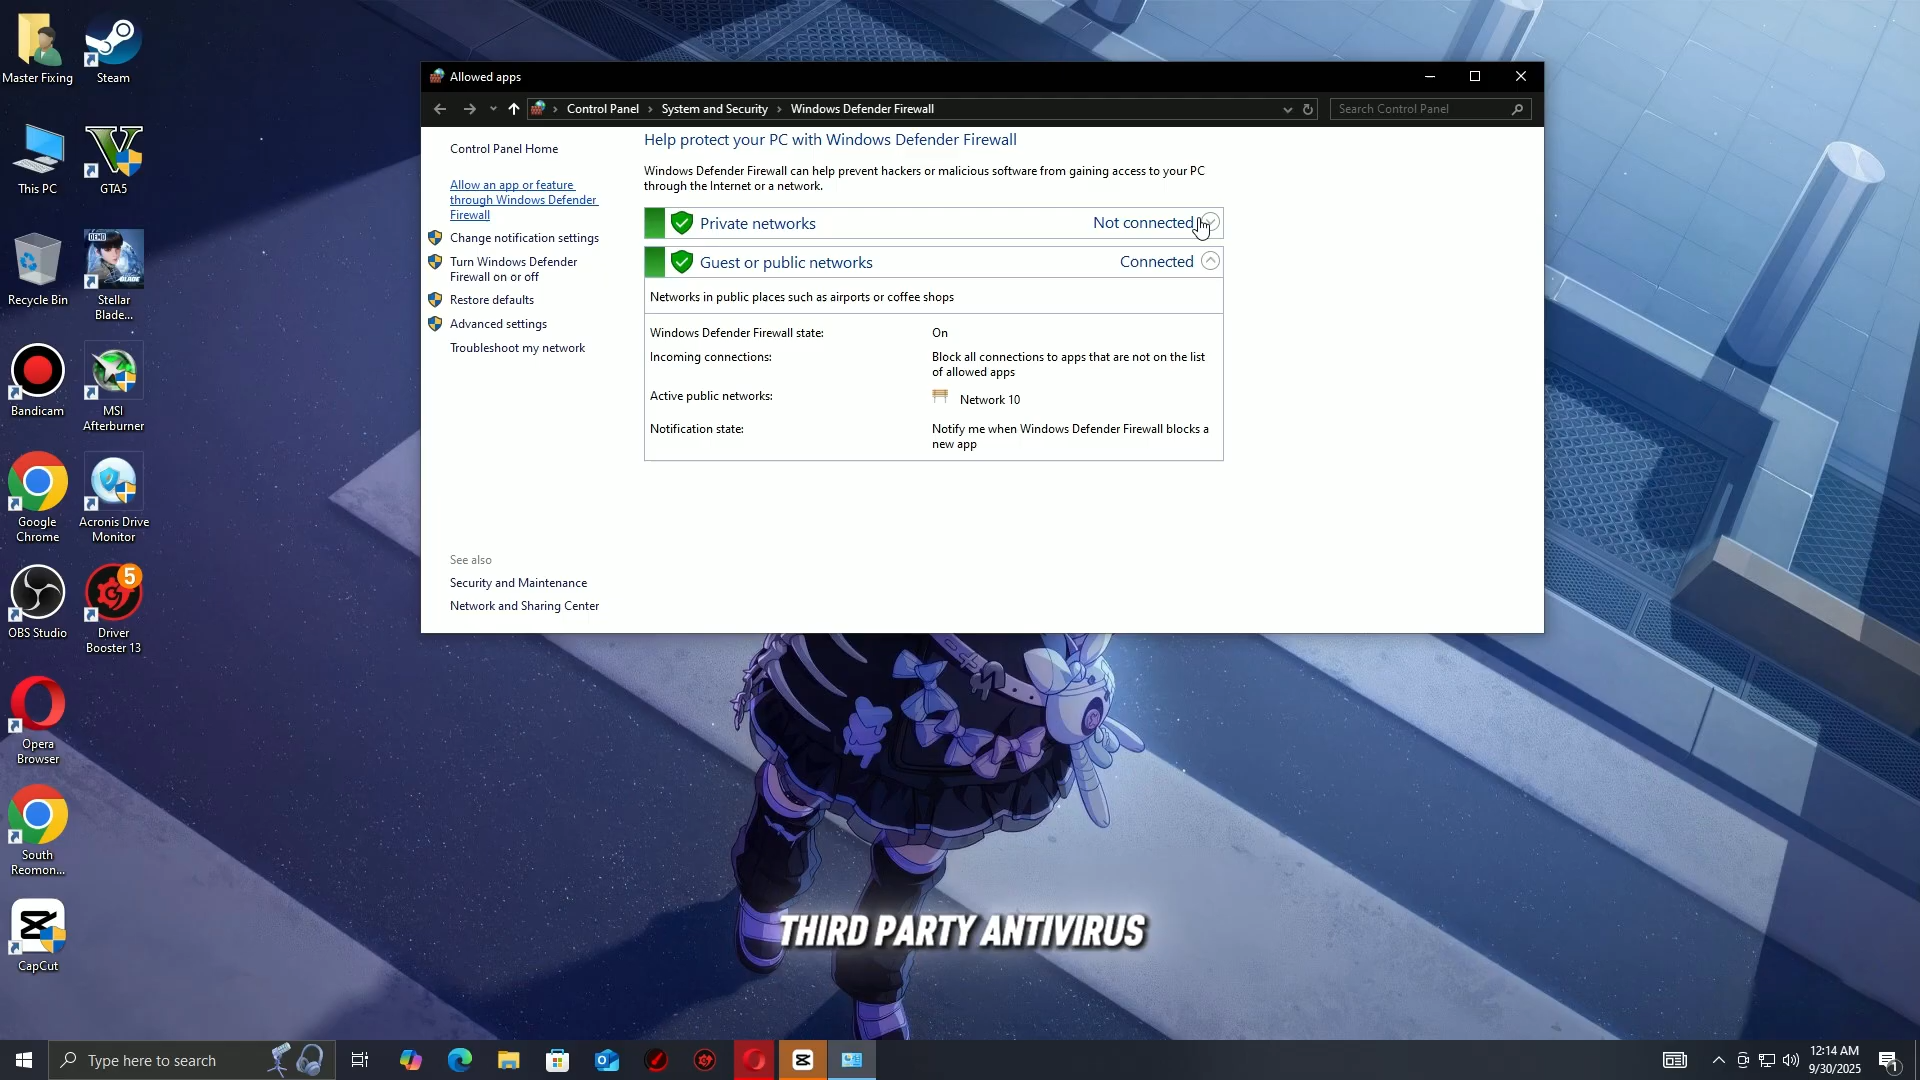 Master Fixing
Steam
This PC
GTA5
Recycle Bin
DEMO
Stellar
Blade...
Bandicam
MSI
Afterburner
Google
Chrome
Acronis Drive
Monitor
OBS Studio
5
Driver
Booster 13
Opera
Browser
South
Reomon...
CapCut
Allowed apps
Control Panel
System and Security
Windows Defender Firewall
Search Control Panel
Control Panel Home
Allow an app or feature
through Windows Defender
Firewall
Change notification settings
Turn Windows Defender
Firewall on or off
Restore defaults
Advanced settings
Troubleshoot my network
See also
Security and Maintenance
Network and Sharing Center
Help protect your PC with Windows Defender Firewall
Windows Defender Firewall can help prevent hackers or malicious software from gaining access to your PC
through the Internet or a network.
Private networks Not connected
Guest or public networks Connected
Networks in public places such as airports or coffee shops
Windows Defender Firewall state: On
Incoming connections: Block all connections to apps that are not on the list
of allowed apps
Active public networks: Network 10
Notification state: Notify me when Windows Defender Firewall blocks a
new app
THIRD PARTY ANTIVIRUS
Type here to search
12:14 AM
9/30/2025
1